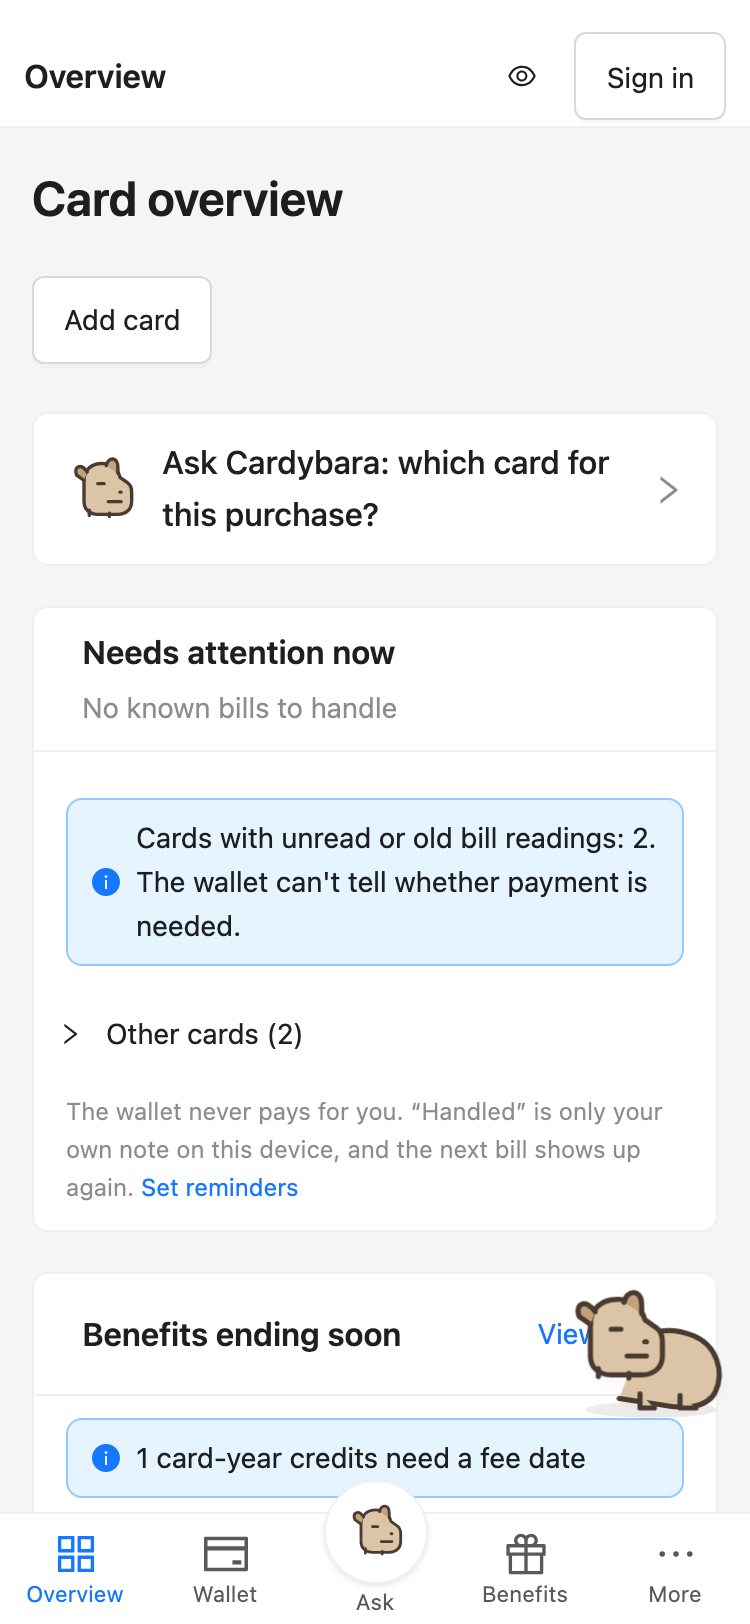 Overview
Sign in
Card overview
Add card
Ask Cardybara: which card for
this purchase?
Needs attention now
No known bills to handle
Cards with unread or old bill readings: 2.
The wallet can't tell whether payment is
needed.
Other cards (2)
The wallet never pays for you. “Handled” is only your
own note on this device, and the next bill shows up
again. Set reminders
Benefits ending soon
View
1 card-year credits need a fee date
Overview
Wallet
Ask
Benefits
More